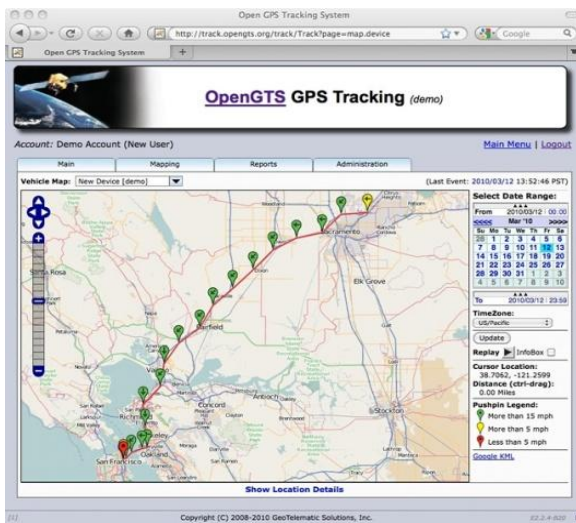 Open GPS Tracking System
http://track.opengts.org/track/Track?page=map.device
Google
Open GPS Tracking System
OpenGTS GPS Tracking (demo)
Account: Demo Account (New User)
Main Menu | Logout
Main Mapping Reports Administration
Vehicle Map: New Device [demo]
(Last Event: 2010/03/12 13:52:46 PST)
Select Date Range:
From 2010/03/12 00:00
<<<< Mar '10 >>>>
Su Mo Tu We Th Fr Sa
28 1 2 3 4 5 6
7 8 9 10 11 12 13
14 15 16 17 18 19 20
21 22 23 24 25 26 27
28 29 30 31 1 2 3
4 5 6 7 8 9 10
To 2010/03/12 23:59
TimeZone:
US/Pacific
Update
Replay InfoBox
Cursor Location:
38.7062, -121.2599
Distance (ctrl-drag):
0.00 Miles
Pushpin Legend:
More than 15 mph
More than 5 mph
Less than 5 mph
Google KML
Woodland
Sacramento
Rancho Cordova
Elk Grove
Santa Rosa
Petaluma
Dixon
Fairfield
Concord
Antioch
Stockton
Oakland
San Francisco
Lathrop
Show Location Details
[1]
Copyright (C) 2008-2010 GeoTelematic Solutions, Inc.